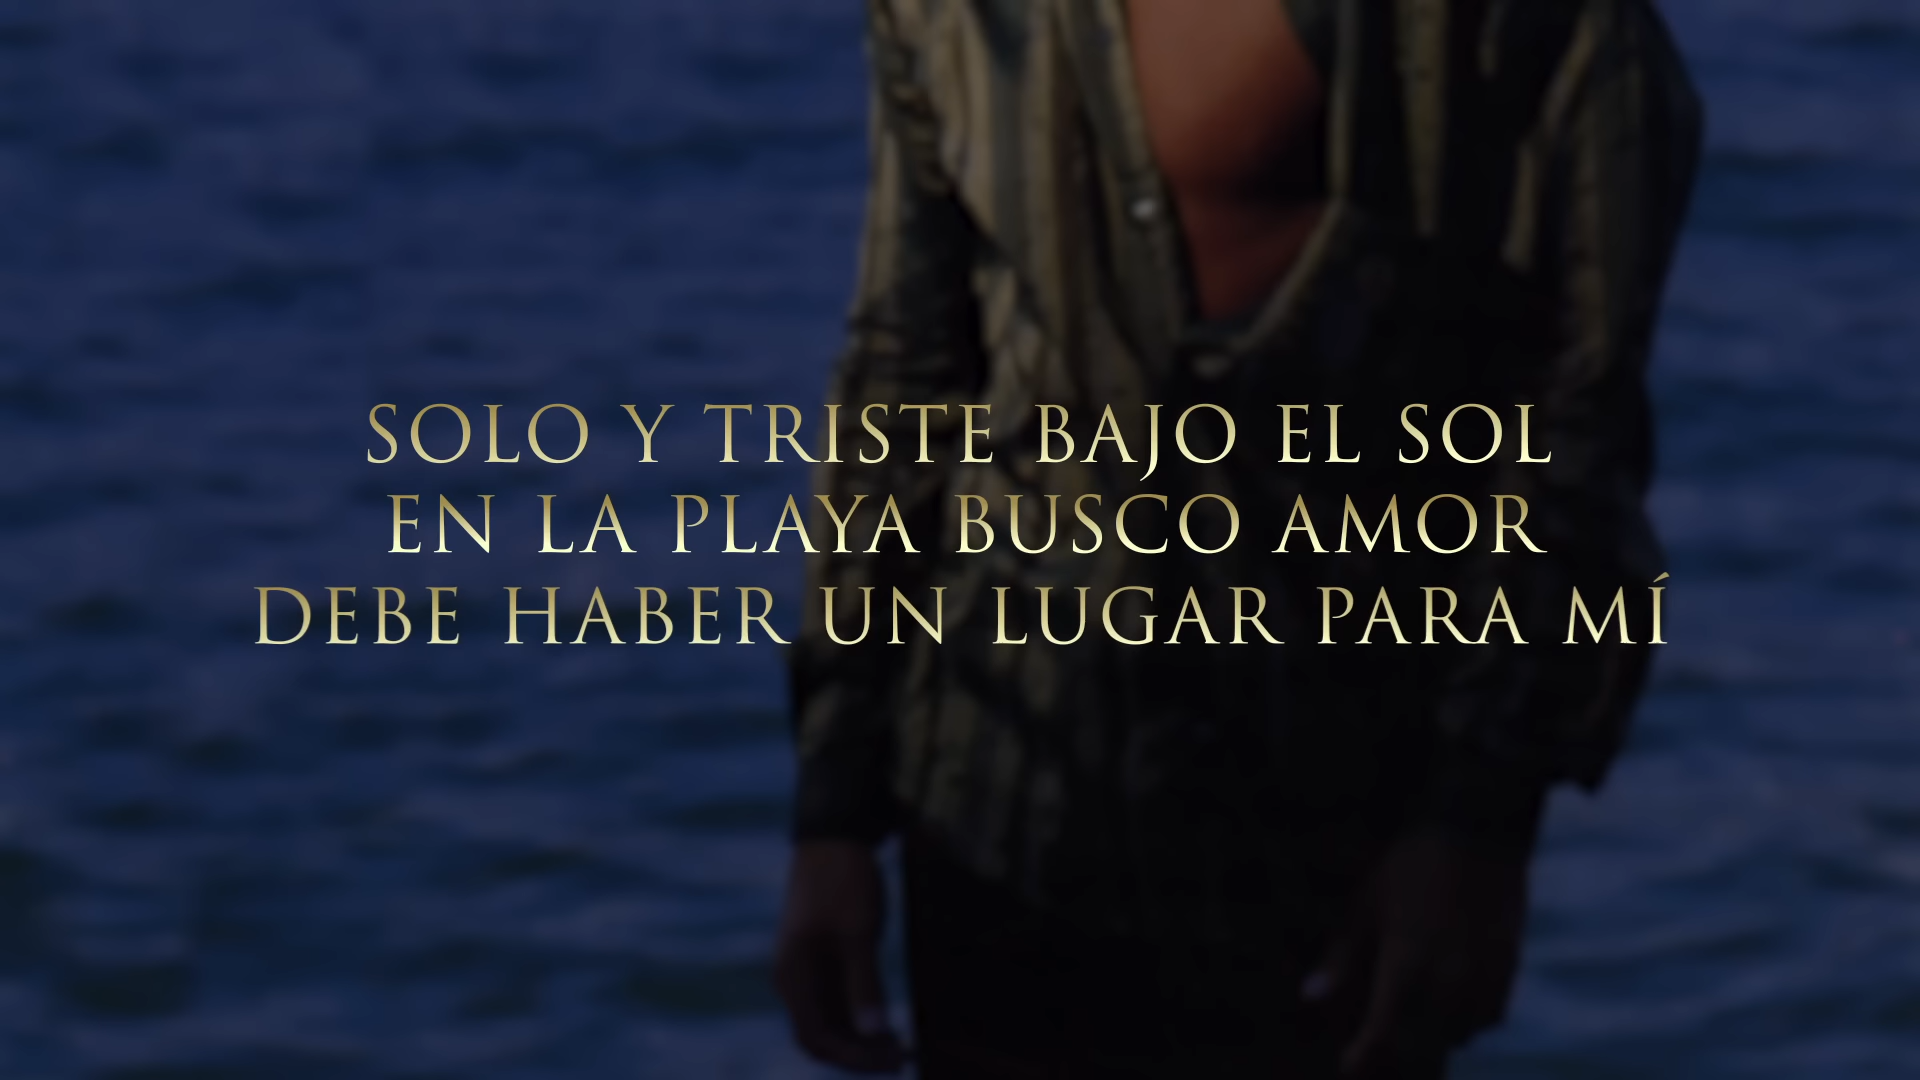 SOLO Y TRISTE BAJO EL SOL
EN LA PLAYA BUSCO AMOR
DEBE HABER UN LUGAR PARA MÍ